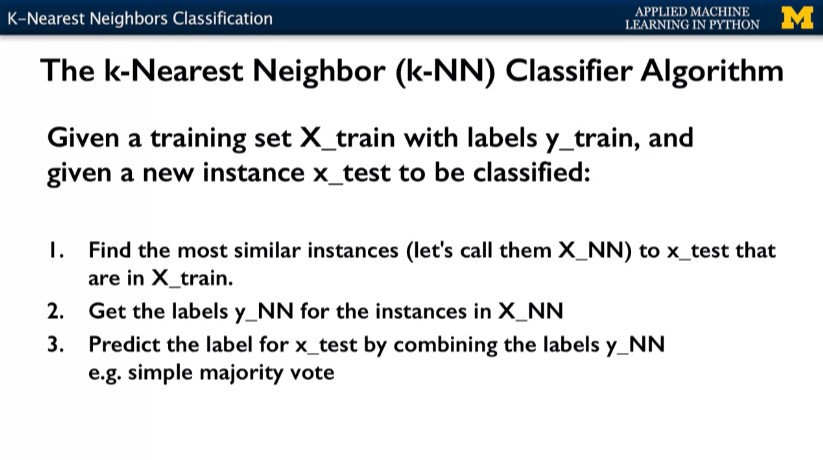 K-Nearest Neighbors Classification
APPLIED MACHINE
LEARNING IN PYTHON
M
The k-Nearest Neighbor (k-NN) Classifier Algorithm
Given a training set X_train with labels y_train, and
given a new instance x_test to be classified:
1. Find the most similar instances (let's call them X_NN) to x_test that
are in X_train.
2. Get the labels y_NN for the instances in X_NN
3. Predict the label for x_test by combining the labels y_NN
e.g. simple majority vote